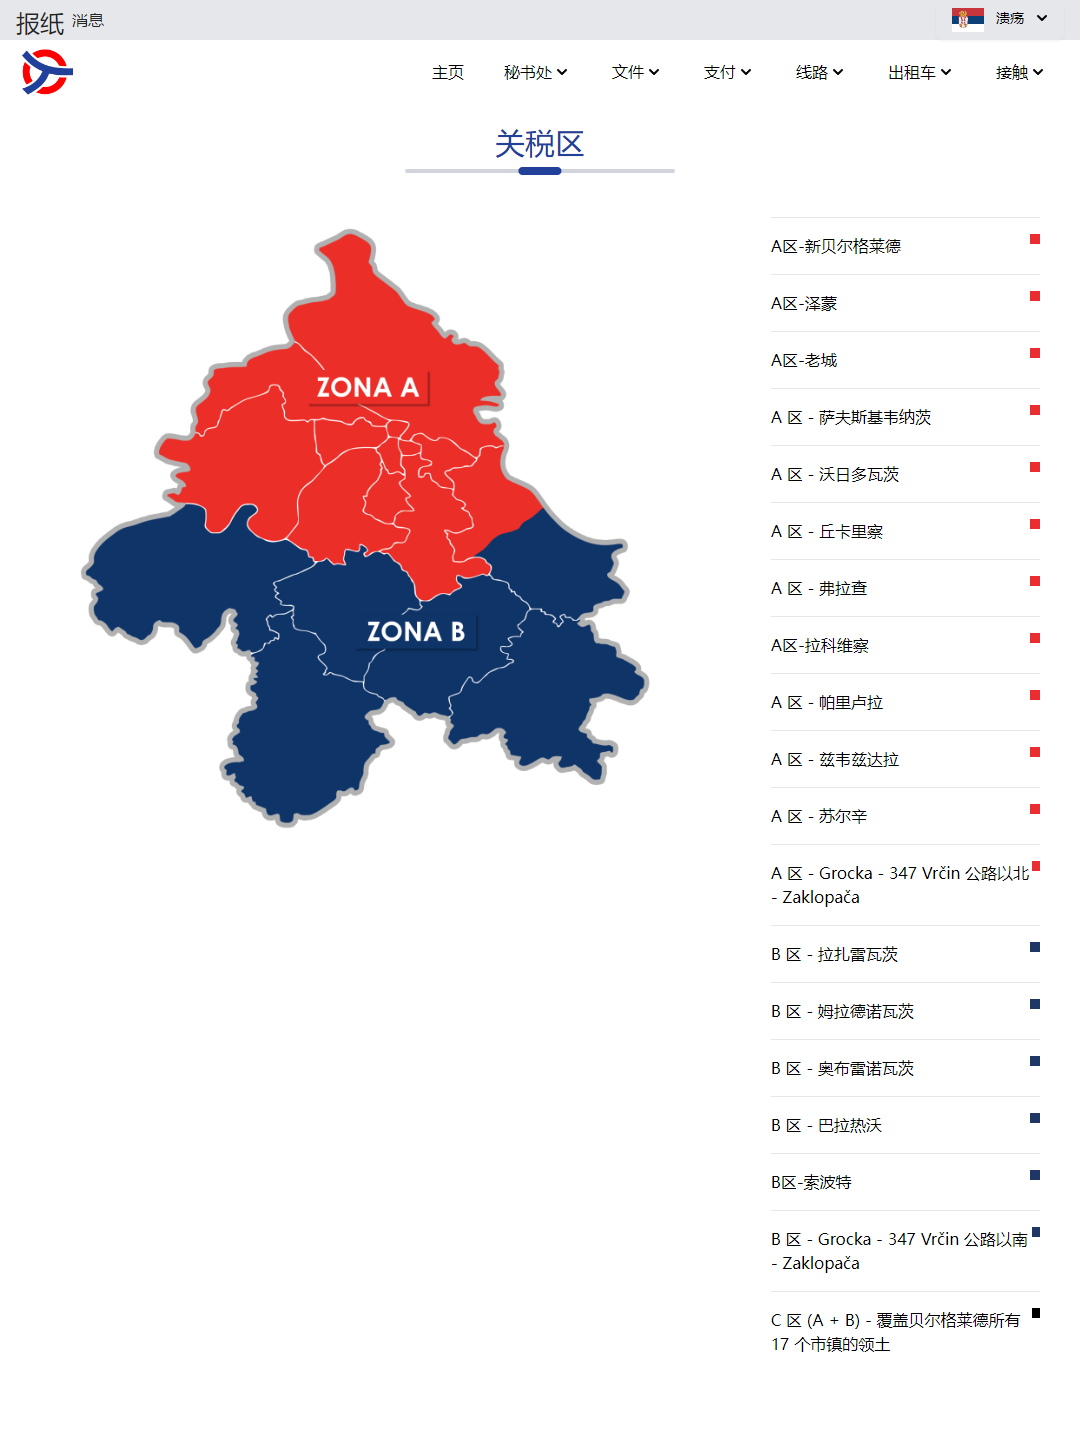 报纸 消息
溃疡
主页 秘书处 文件 支付 线路 出租车 接触
关税区
ZONA A
ZONA B
A区-新贝尔格莱德
A区-泽蒙
A区-老城
A 区 - 萨夫斯基韦纳茨
A 区 - 沃日多瓦茨
A 区 - 丘卡里察
A 区 - 弗拉查
A区-拉科维察
A 区 - 帕里卢拉
A 区 - 兹韦兹达拉
A 区 - 苏尔辛
A 区 - Grocka - 347 Vrčin 公路以北
- Zaklopača
B 区 - 拉扎雷瓦茨
B 区 - 姆拉德诺瓦茨
B 区 - 奥布雷诺瓦茨
B 区 - 巴拉热沃
B区-索波特
B 区 - Grocka - 347 Vrčin 公路以南
- Zaklopača
C 区 (A + B) - 覆盖贝尔格莱德所有
17 个市镇的领土